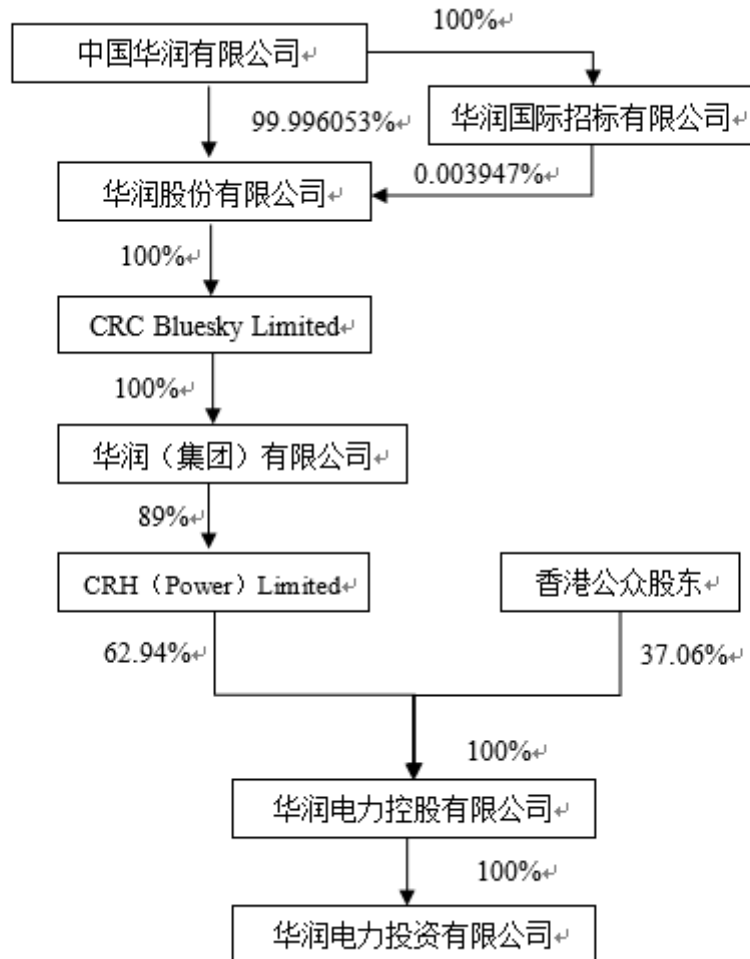 100%↵
中国华润有限公司↵
99.996053%↵
华润国际招标有限公司↵
0.003947%↵
华润股份有限公司↵
100%↵
CRC Bluesky Limited↵
100%↵
华润（集团）有限公司↵
89%↵
CRH（Power）Limited↵
香港公众股东↵
62.94%↵
37.06%↵
100%↵
华润电力控股有限公司↵
100%↵
华润电力投资有限公司↵